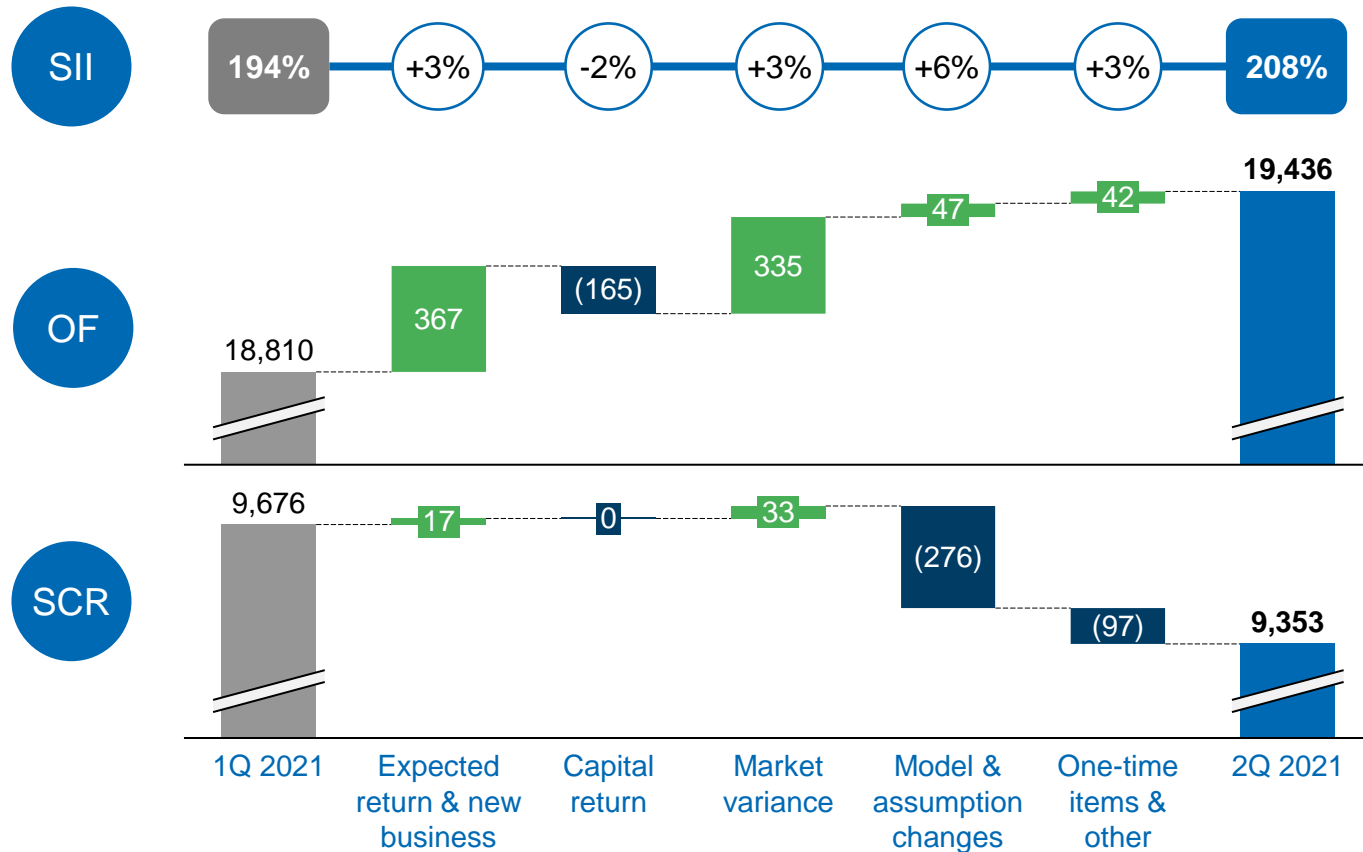 SII
194%
+3%
-2%
+3%
+6%
+3%
208%
OF
18,810
367
(165)
335
47
42
19,436
SCR
9,676
17
0
33
(276)
(97)
9,353
1Q 2021
Expected
return & new
business
Capital
return
Market
variance
Model &
assumption
changes
One-time
items &
other
2Q 2021